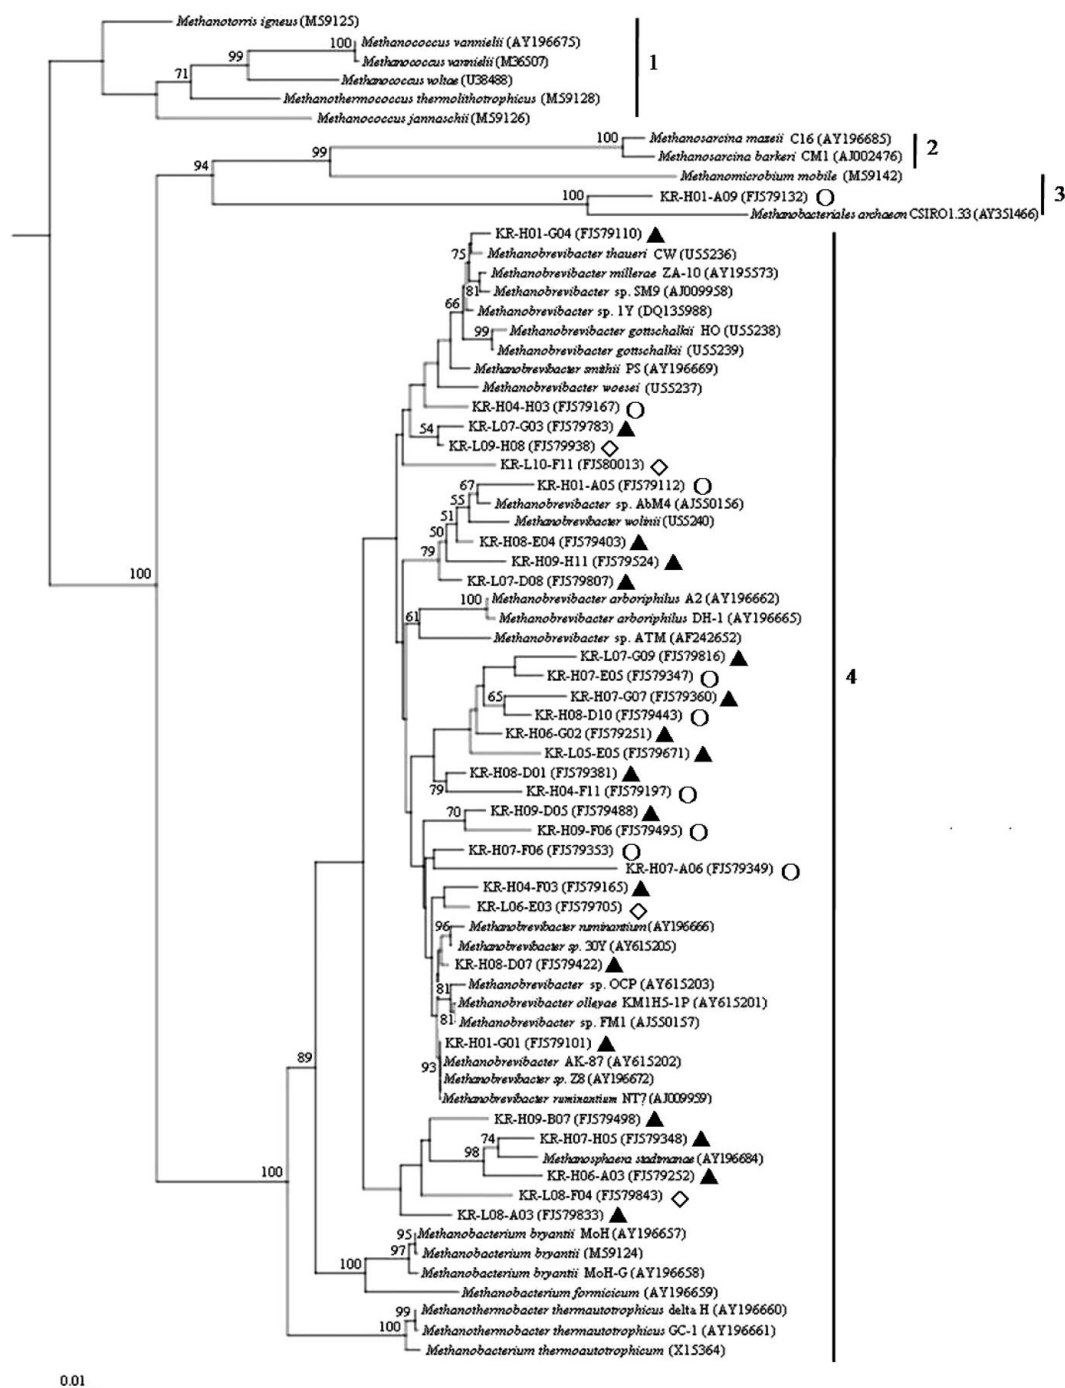 Methanotorris igneus (M59125)
100 Methanococcus vannielii (AY196675)
99 Methanococcus vannielii (M36507)
1
71 Methanococcus voltae (U38488)
Methanothermococcus thermolithotrophicus (M59128)
Methanococcus jannaschii (M59126)
100 Methanosarcina mazeii C16 (AY196685)
99 Methanosarcina barkeri CM1 (AJ002476)
2
94 Methanomicrobium mobile (M59142)
100 KR-H01-A09 (FJ579132)
3
Methanobacteriales archaeon CSIRO1.33 (AY351466)
KR-H01-G04 (FJ579110)
75 Methanobrevibacter thaueri CW (U55236)
Methanobrevibacter millerae ZA-10 (AY195573)
81 Methanobrevibacter sp. SM9 (AJ009958)
66 Methanobrevibacter sp. 1Y (DQ135988)
99 Methanobrevibacter gottschalkii HO (U55238)
Methanobrevibacter gottschalkii (U55239)
Methanobrevibacter smithii PS (AY196669)
Methanobrevibacter woesei (U55237)
KR-H04-H03 (FJ579167)
54 KR-L07-G03 (FJ579783)
KR-L09-H08 (FJ579938)
KR-L10-F11 (FJ580013)
67 KR-H01-A05 (FJ579112)
55 Methanobrevibacter sp. AbM4 (AJ550156)
51 Methanobrevibacter wolinii (U55240)
50 KR-H08-E04 (FJ579403)
79 KR-H09-H11 (FJ579524)
KR-L07-D08 (FJ579807)
100 Methanobrevibacter arboriphilus A2 (AY196662)
61 Methanobrevibacter arboriphilus DH-1 (AY196665)
100 Methanobrevibacter sp. ATM (AF242652)
KR-L07-G09 (FJ579816)
KR-H07-E05 (FJ579347)
4
65 KR-H07-G07 (FJ579360)
KR-H08-D10 (FJ579443)
KR-H06-G02 (FJ579251)
KR-L05-E05 (FJ579671)
KR-H08-D01 (FJ579381)
79 KR-H04-F11 (FJ579197)
70 KR-H09-D05 (FJ579488)
KR-H09-F06 (FJ579495)
KR-H07-F06 (FJ579353)
KR-H07-A06 (FJ579349)
KR-H04-F03 (FJ579165)
KR-L06-E03 (FJ579705)
96 Methanobrevibacter ruminantium (AY196666)
Methanobrevibacter sp. 30Y (AY615205)
KR-H08-D07 (FJ579422)
81 Methanobrevibacter sp. OCP (AY615203)
Methanobrevibacter olleyae KM1H5-1P (AY615201)
81 Methanobrevibacter sp. FM1 (AJ550157)
KR-H01-G01 (FJ579101)
89 93 Methanobrevibacter AK-87 (AY615202)
Methanobrevibacter sp. Z8 (AY196672)
Methanobrevibacter ruminantium NT7 (AJ009959)
KR-H09-B07 (FJ579498)
74 KR-H07-H05 (FJ579348)
98 Methanosphaera stadtmanae (AY196684)
100 KR-H06-A03 (FJ579252)
KR-L08-F04 (FJ579843)
KR-L08-A03 (FJ579833)
95 Methanobacterium bryantii MoH (AY196657)
97 Methanobacterium bryantii (M59124)
100 Methanobacterium bryantii MoH-G (AY196658)
Methanobacterium formicicum (AY196659)
99 Methanothermobacter thermautotrophicus delta H (AY196660)
100 Methanothermobacter thermautotrophicus GC-1 (AY196661)
Methanobacterium thermoautotrophicum (X15364)
0.01